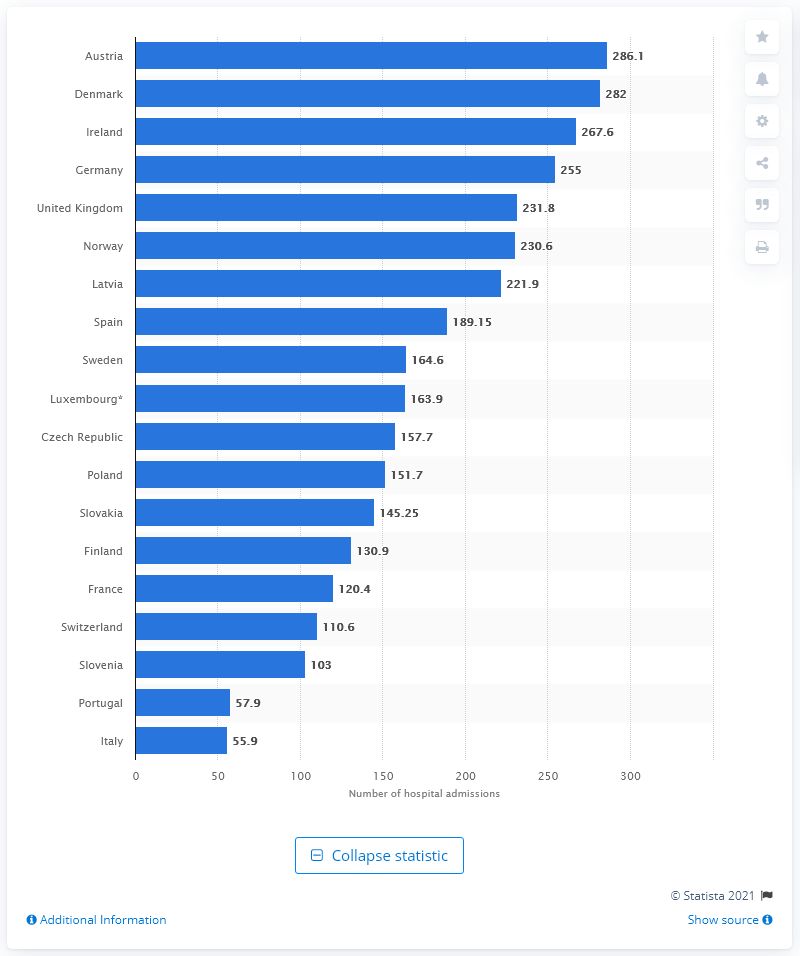 Austria 286.1
Denmark 282
Ireland 267.6
Germany 255
United Kingdom 231.8
Norway 230.6
Latvia 221.9
Spain 189.15
Sweden 164.6
Luxembourg* 163.9
Czech Republic 157.7
Poland 151.7
Slovakia 145.25
Finland 130.9
France 120.4
Switzerland 110.6
Slovenia 103
Portugal 57.9
Italy 55.9
0 50 100 150 200 250 300
Number of hospital admissions
Collapse statistic
© Statista 2021
Additional Information Show source